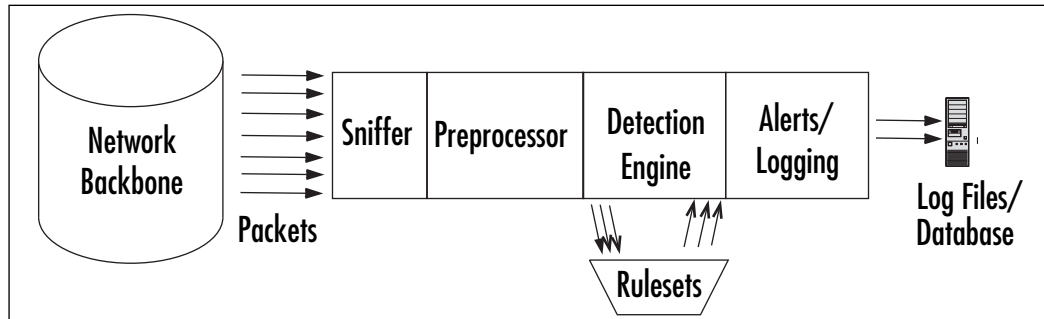 Network
Backbone
Packets
Sniffer
Preprocessor
Detection
Engine
Alerts/
Logging
Rulesets
Log Files/
Database